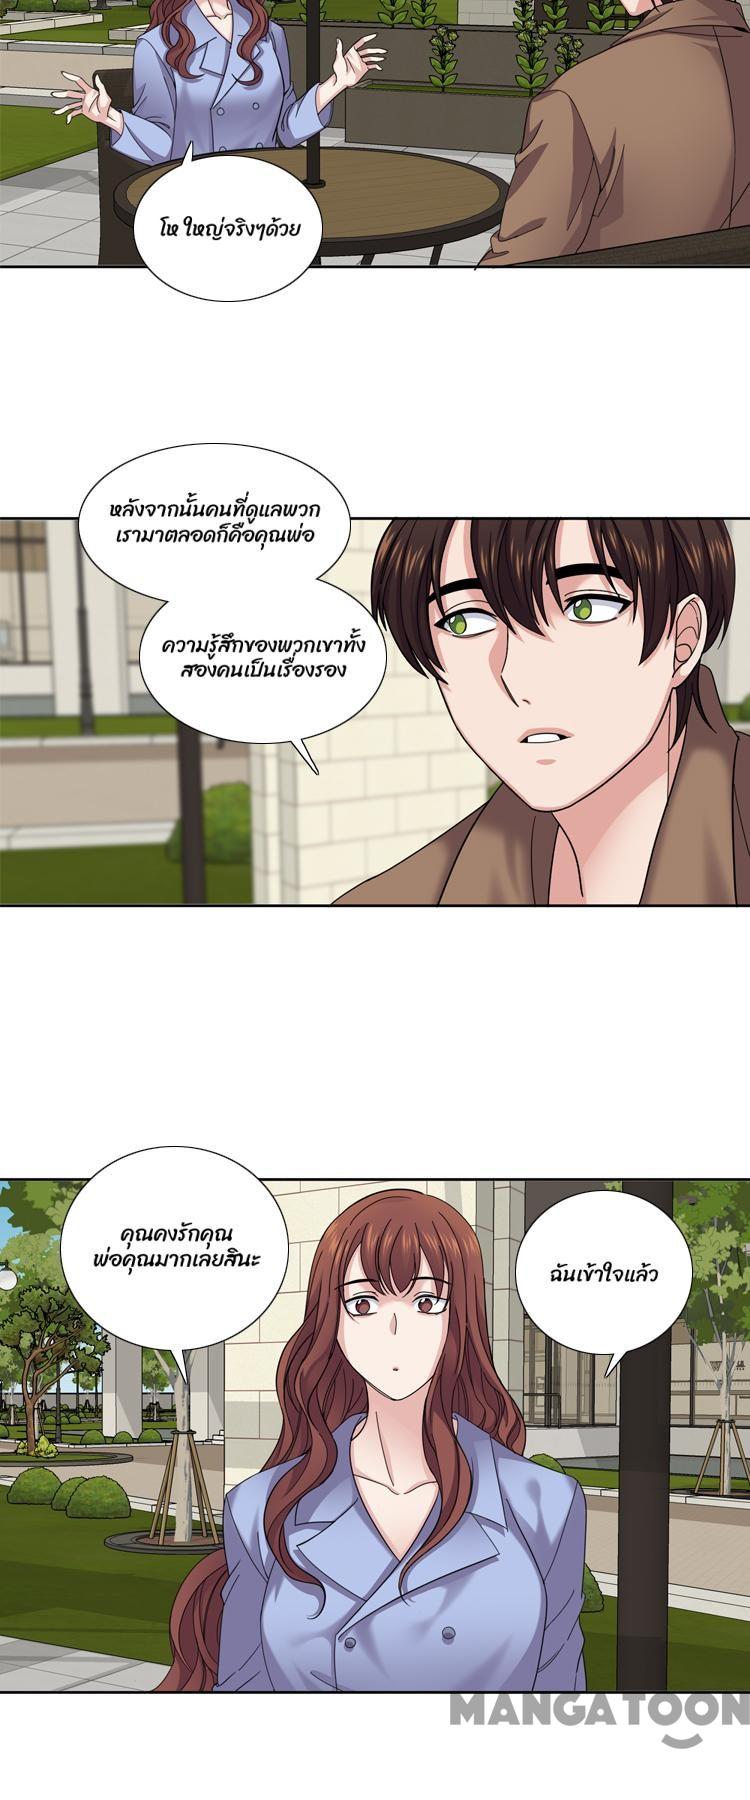 โห ใหญ่จริงๆด้วย
หลังจากนั้นคนที่ดูแลพวก
เรามาตลอดก็คือคุณพ่อ
ความรู้สึกของพวกเขาทั้ง
สองคนเป็นเรื่องรอง
คุณคงรักคุณ
พ่อคุณมากเลยสินะ
ฉันเข้าใจแล้ว
MANGATOON